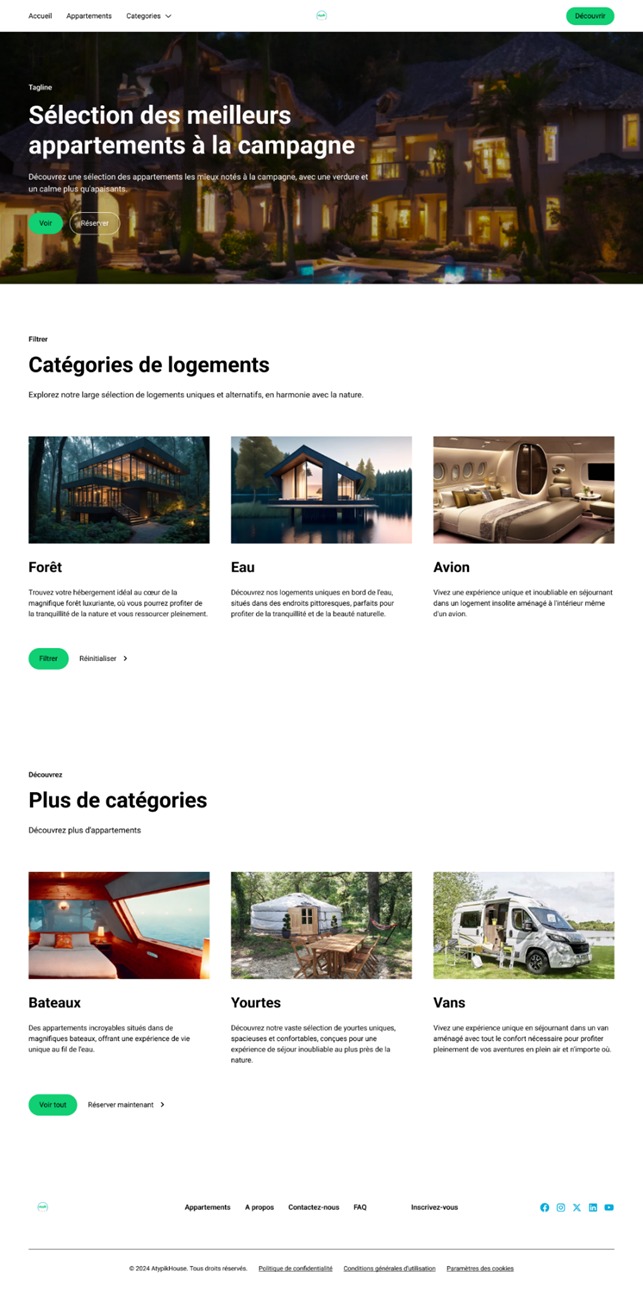 Accueil Appartements Categories Découvrir
Tagline
Sélection des meilleurs
appartements à la campagne
Découvrez une sélection des appartements les mieux notés à la campagne, avec une verdure et
un calme plus qu'apaisants.
Voir Réserver
Filtrer
Catégories de logements
Explorez notre large sélection de logements uniques et alternatifs, en harmonie avec la nature.
Forêt
Trouvez votre hébergement idéal au cœur de la
magnifique forêt luxuriante, où vous pourrez profiter de
la tranquillité de la nature et vous ressourcer pleinement.
Eau
Découvrez nos logements uniques en bord de l'eau,
situés dans des endroits pittoresques, parfaits pour
profiter de la tranquillité et de la beauté naturelle.
Avion
Vivez une expérience unique et inoubliable en séjournant
dans un logement insolite aménagé à l'intérieur même
d'un avion.
Filtrer Réinitialiser
Découvrez
Plus de catégories
Découvrez plus d'appartements
Bateaux
Des appartements incroyables situés dans de
magnifiques bateaux, offrant une expérience de vie
unique au fil de l'eau.
Yourtes
Découvrez notre vaste sélection de yourtes uniques,
spacieuses et confortables, conçues pour une
expérience de séjour inoubliable au plus près de la
nature.
Vans
Vivez une expérience unique en séjournant dans un van
aménagé avec tout le confort nécessaire pour profiter
pleinement de vos aventures en plein air et n'importe où.
Voir tout Réserver maintenant
Appartements A propos Contactez-nous FAQ Inscrivez-vous
© 2024 AtypikHouse. Tous droits réservés. Politique de confidentialité Conditions générales d'utilisation Paramètres des cookies